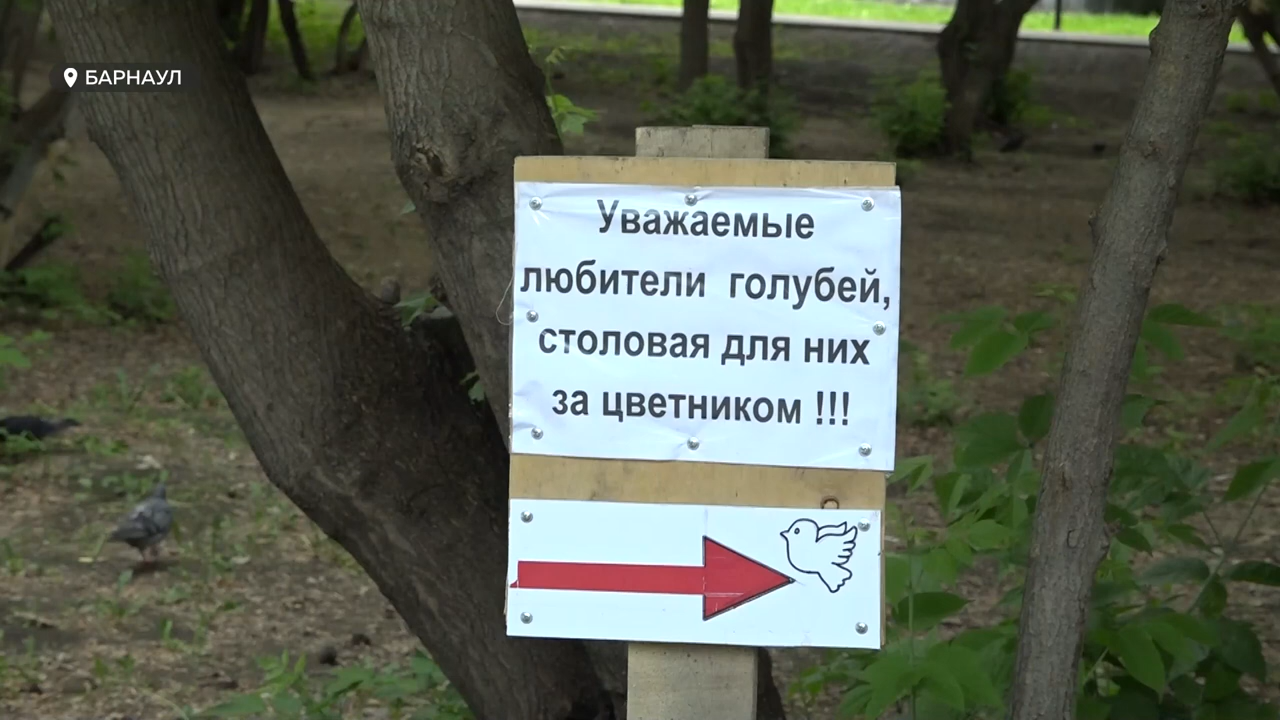 БАРНАУЛ
Уважаемые
любители голубей,
столовая для них
за цветником !!!